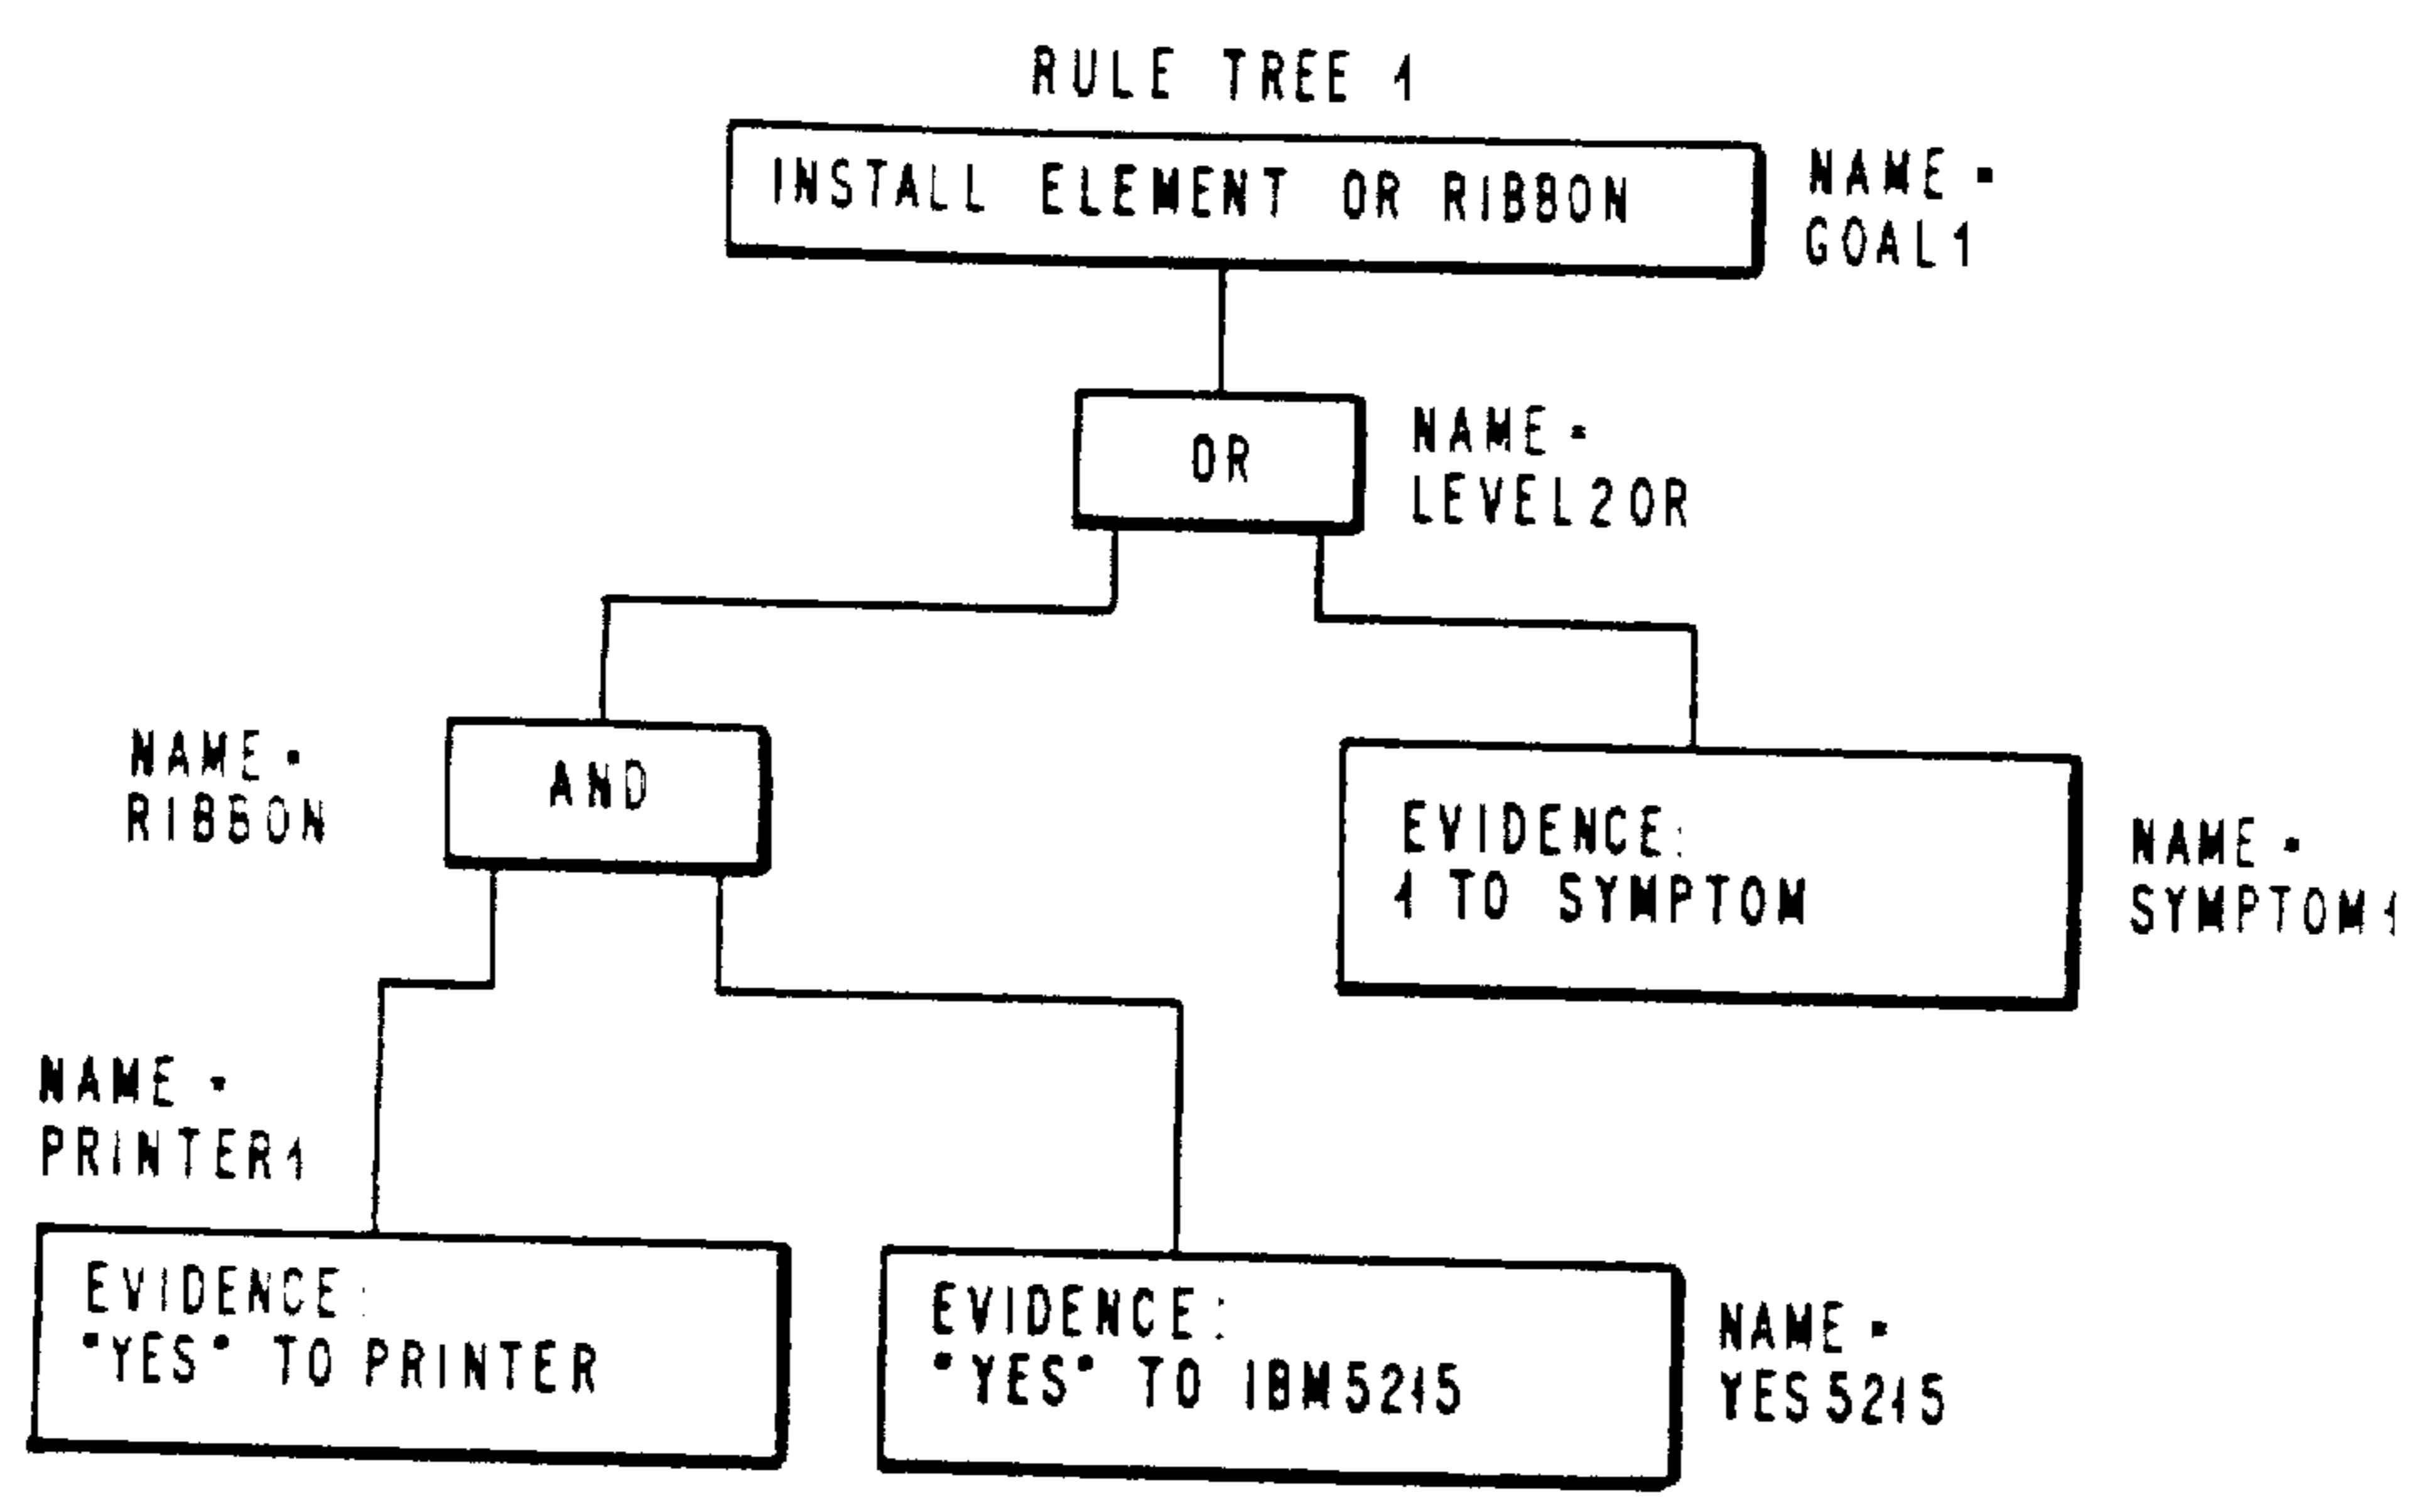 RULE TREE 1
INSTALL ELEMENT OR RIBBON
NAME =
GOAL1
OR
NAME =
LEVEL2OR
NAME =
RIBBON
AND
EVIDENCE:
1 TO SYMPTOM
NAME =
SYMPTOM1
NAME =
PRINTER1
EVIDENCE:
"YES" TO PRINTER
EVIDENCE:
"YES" TO IBM5215
NAME =
YES5215